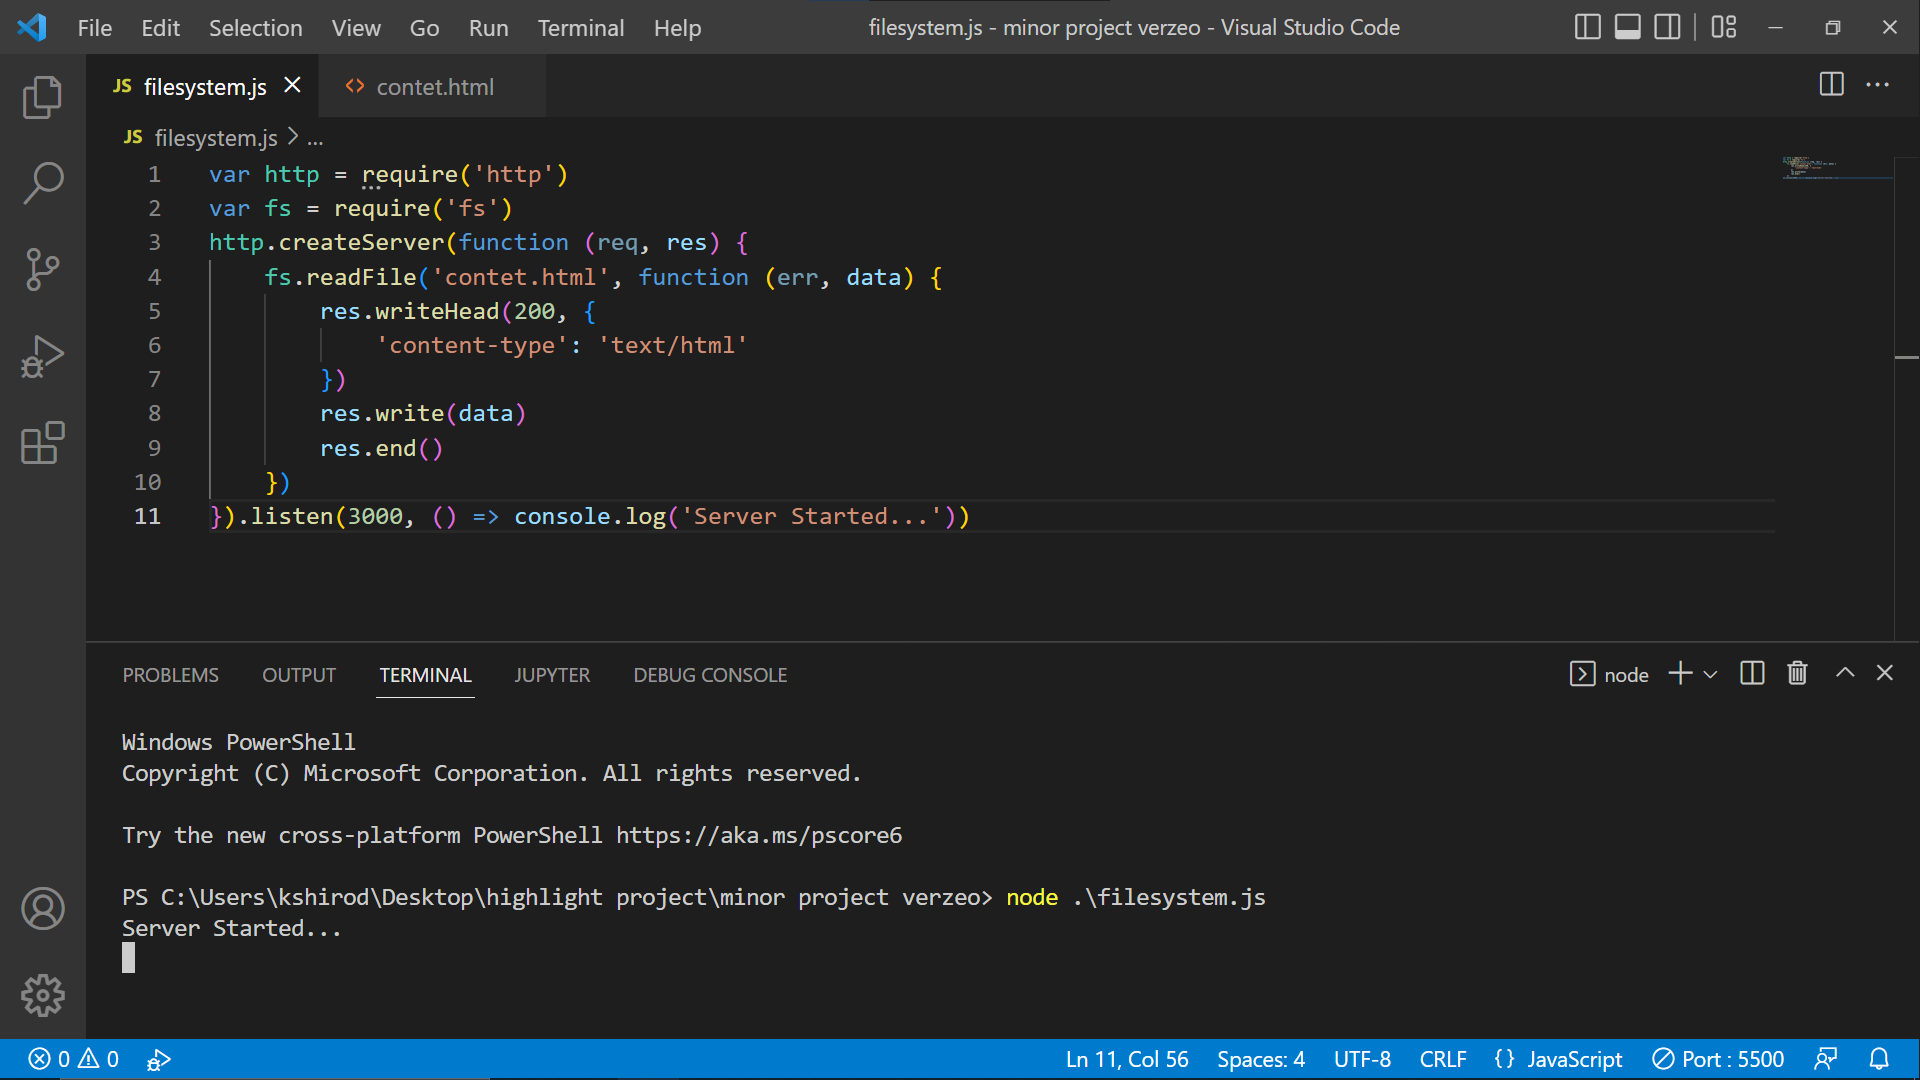 File Edit Selection View Go Run Terminal Help filesystem.js - minor project verzeo - Visual Studio Code
JS filesystem.js contet.html
JS filesystem.js > ...
1 var http = require('http')
2 var fs = require('fs')
3 http.createServer(function (req, res) {
4     fs.readFile('contet.html', function (err, data) {
5         res.writeHead(200, {
6             'content-type': 'text/html'
7         })
8         res.write(data)
9         res.end()
10     })
11 }).listen(3000, () => console.log('Server Started...'))
PROBLEMS OUTPUT TERMINAL JUPYTER DEBUG CONSOLE node
Windows PowerShell
Copyright (C) Microsoft Corporation. All rights reserved.
Try the new cross-platform PowerShell https://aka.ms/pscore6
PS C:\Users\kshirod\Desktop\highlight project\minor project verzeo> node .\filesystem.js
Server Started...
0 0 Ln 11, Col 56 Spaces: 4 UTF-8 CRLF {} JavaScript Port : 5500